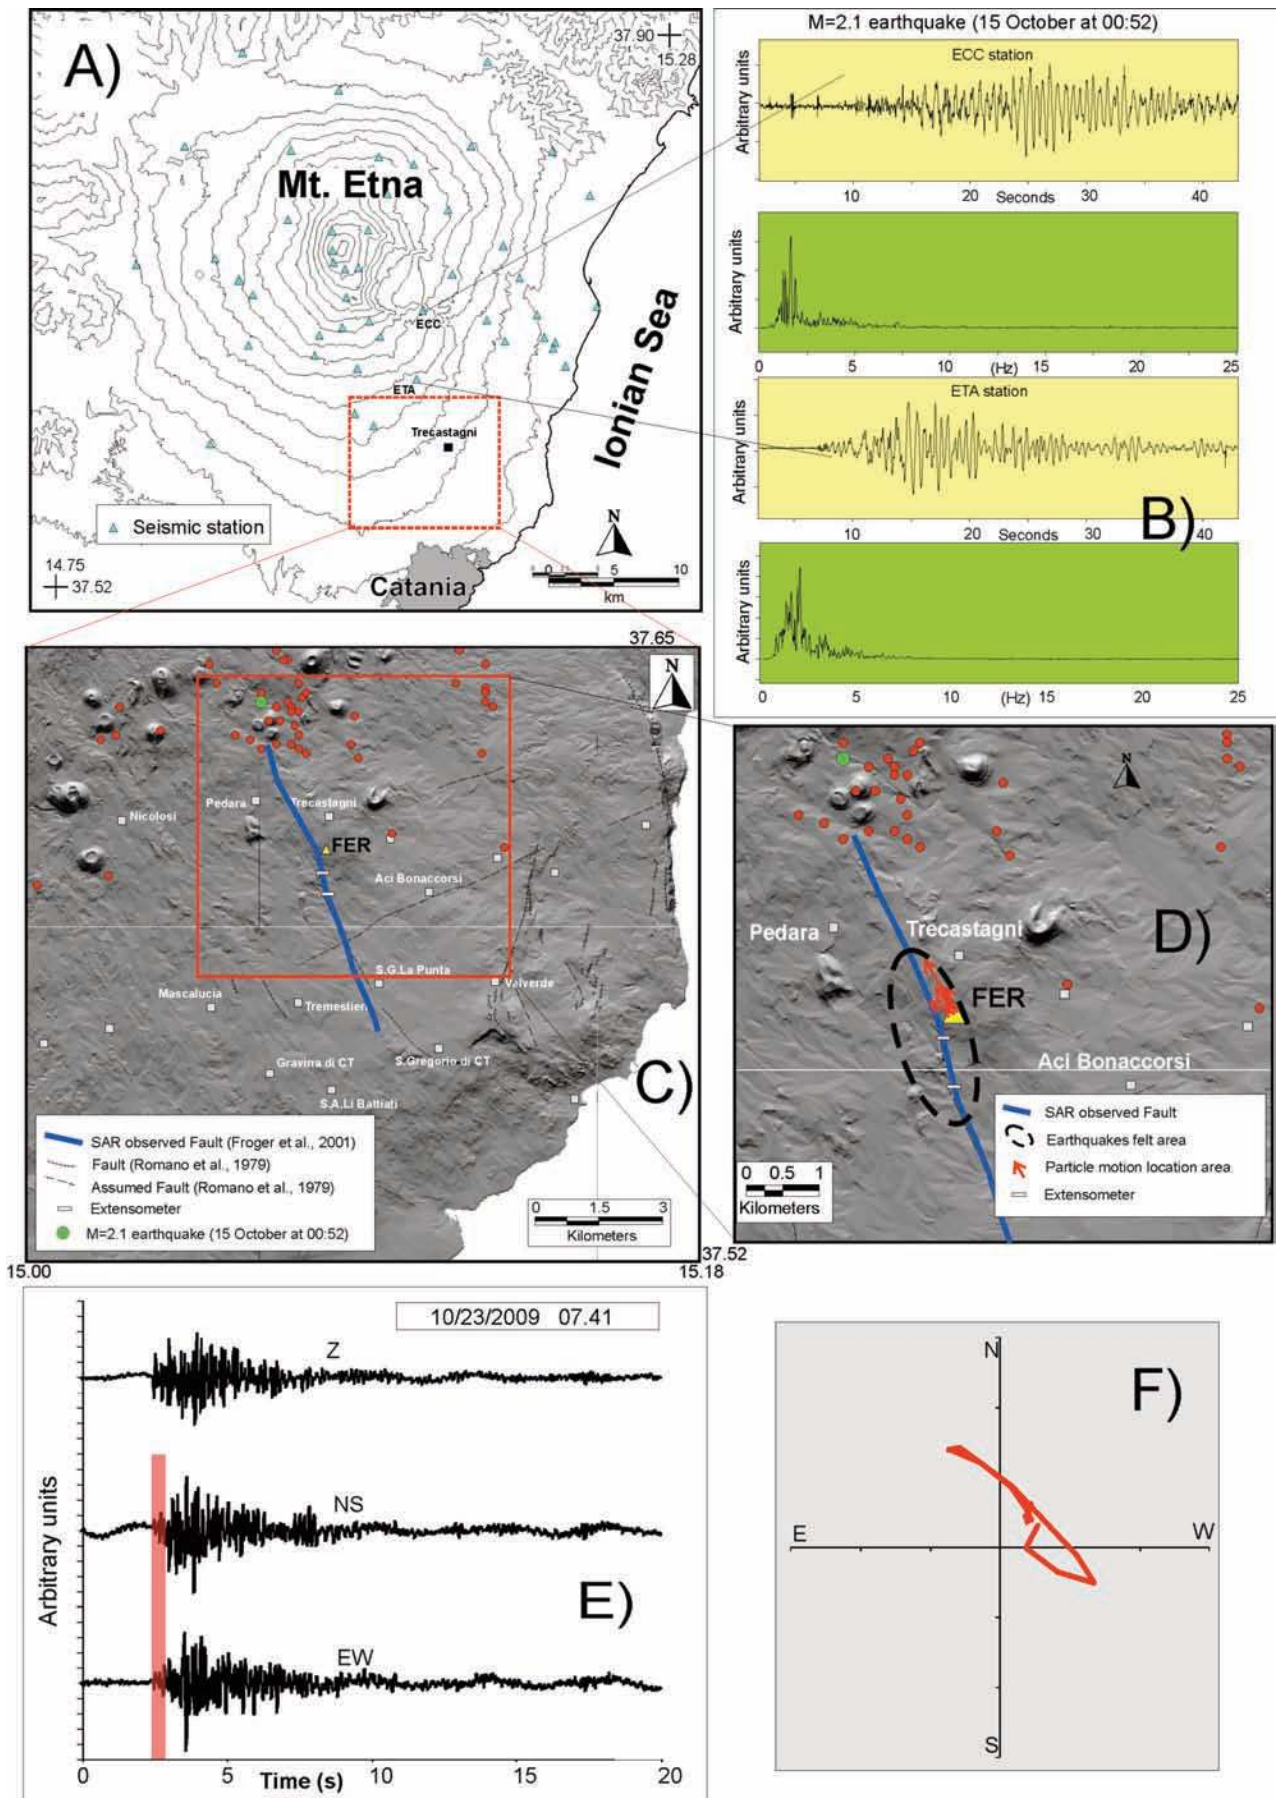 A)
37.90
15.28
Mt. Etna
ECC
ETA
Trecastagni
Ionian Sea
Seismic station
N
14.75
37.52
Catania
0 5 10
km
M=2.1 earthquake (15 October at 00:52)
ECC station
Arbitrary units
10 20 Seconds 30 40
Arbitrary units
0 5 10 (Hz) 15 20 25
ETA station
Arbitrary units
B)
10 20 Seconds 30 40
Arbitrary units
0 5 10 (Hz) 15 20 25
37.65
N
Pedara
Trecastagni
Nicolosi
FER
Aci Bonaccorsi
S.G.La Punta
Valverde
Mascalucia
Tremestieri
Gravina di CT
S.Gregorio di CT
S.A.Li Battiati
C)
SAR observed Fault (Froger et al., 2001)
Fault (Romano et al., 1979)
Assumed Fault (Romano et al., 1979)
Extensometer
M=2.1 earthquake (15 October at 00:52)
0 1.5 3
Kilometers
15.00
37.52
15.18
N
Pedara
Trecastagni
D)
FER
Aci Bonaccorsi
SAR observed Fault
Earthquakes felt area
Particle motion location area
Extensometer
0 0.5 1
Kilometers
10/23/2009 07.41
Z
NS
EW
E)
Arbitrary units
0 5 10 15 20
Time (s)
F)
N
E
W
S